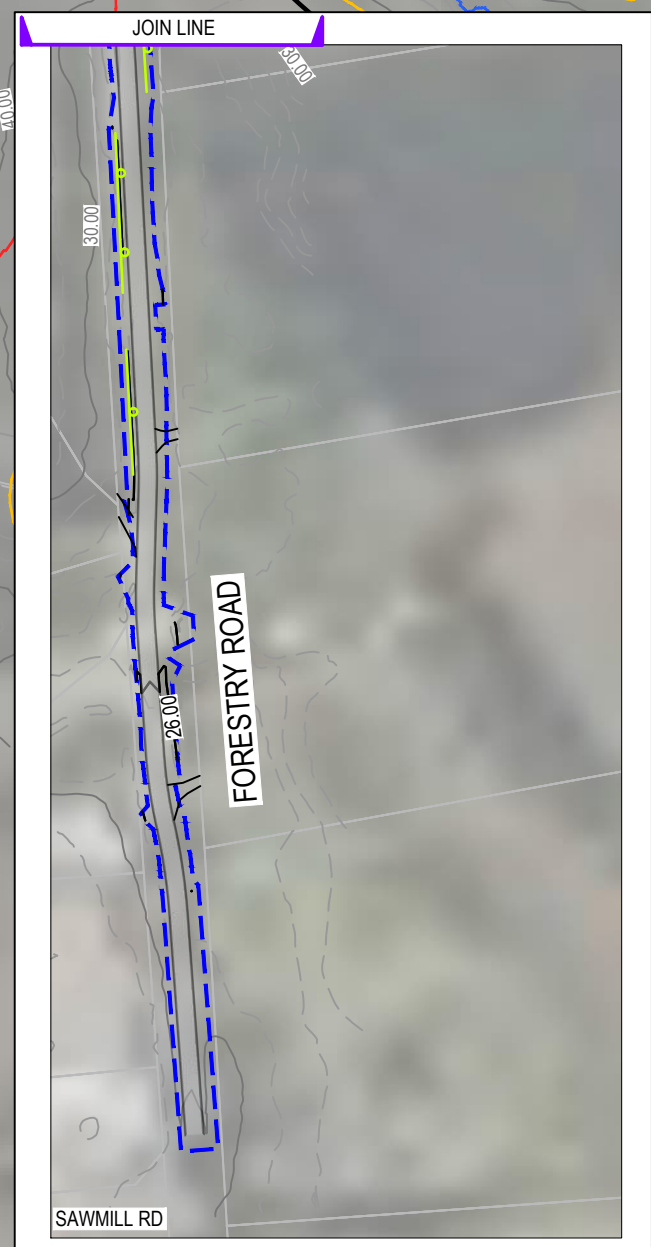 JOIN LINE
30.00
40.00
30.00
FORESTRY ROAD
26.00
SAWMILL RD